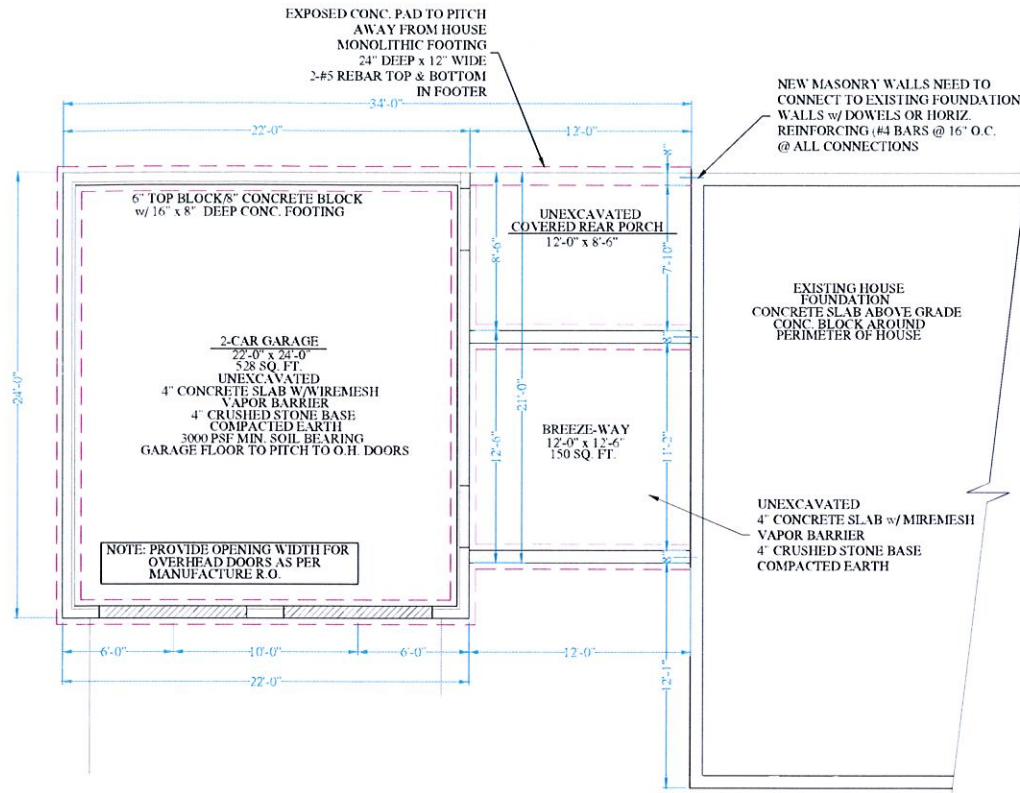 EXPOSED CONC. PAD TO PITCH
AWAY FROM HOUSE
MONOLITHIC FOOTING
24" DEEP x 12" WIDE
2-#5 REBAR TOP & BOTTOM
IN FOOTER
NEW MASONRY WALLS NEED TO
CONNECT TO EXISTING FOUNDATION
WALLS w/ DOWELS OR HORIZ.
REINFORCING (#4 BARS @ 16" O.C.
@ ALL CONNECTIONS
34'-0"
22'-0"
12'-0"
8"
6" TOP BLOCK/8" CONCRETE BLOCK
w/ 16" x 8" DEEP CONC. FOOTING
UNEXCAVATED
COVERED REAR PORCH
12'-0" x 8'-6"
8'-6"
7'-10"
EXISTING HOUSE
FOUNDATION
CONCRETE SLAB ABOVE GRADE
CONC. BLOCK AROUND
PERIMETER OF HOUSE
8"
24'-0"
2-CAR GARAGE
22'-0" x 24'-0"
528 SQ. FT.
UNEXCAVATED
4" CONCRETE SLAB W/WIREMESH
VAPOR BARRIER
4" CRUSHED STONE BASE
COMPACTED EARTH
3000 PSF MIN. SOIL BEARING
GARAGE FLOOR TO PITCH TO O.H. DOORS
21'-0"
12'-6"
11'-2"
BREEZE-WAY
12'-0" x 12'-6"
150 SQ. FT.
UNEXCAVATED
4" CONCRETE SLAB w/ MIREMESH
VAPOR BARRIER
4" CRUSHED STONE BASE
COMPACTED EARTH
NOTE: PROVIDE OPENING WIDTH FOR
OVERHEAD DOORS AS PER
MANUFACTURE R.O.
8"
6'-0"
10'-0"
6'-0"
12'-0"
22'-0"
12'-1"